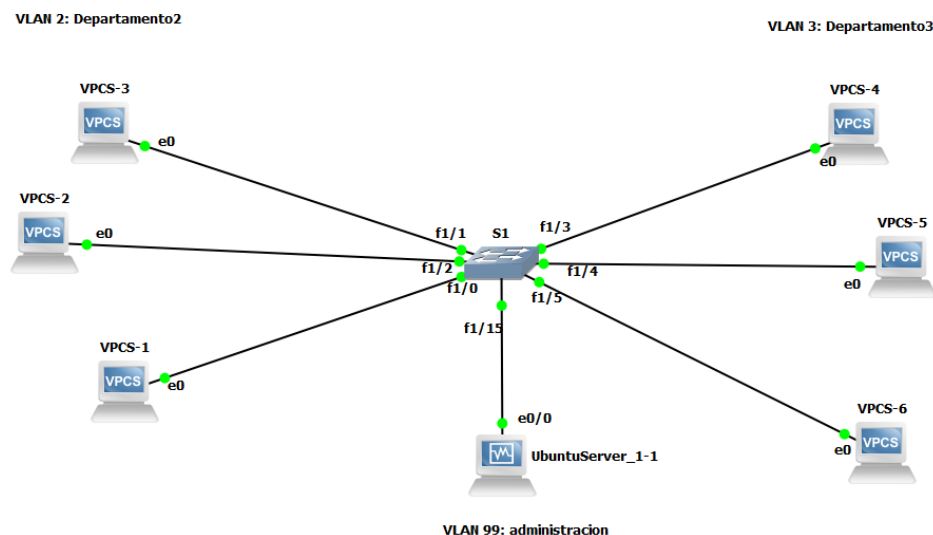 VLAN 2: Departamento2
VLAN 3: Departamento3
VPCS-3
VPCS
e0
VPCS-4
VPCS
e0
VPCS-2
VPCS
e0
S1
f1/1
f1/2
f1/0
f1/3
f1/4
f1/5
f1/15
VPCS-5
VPCS
e0
VPCS-1
VPCS
e0
e0/0
UbuntuServer_1-1
VPCS-6
VPCS
e0
VLAN 99: administracion